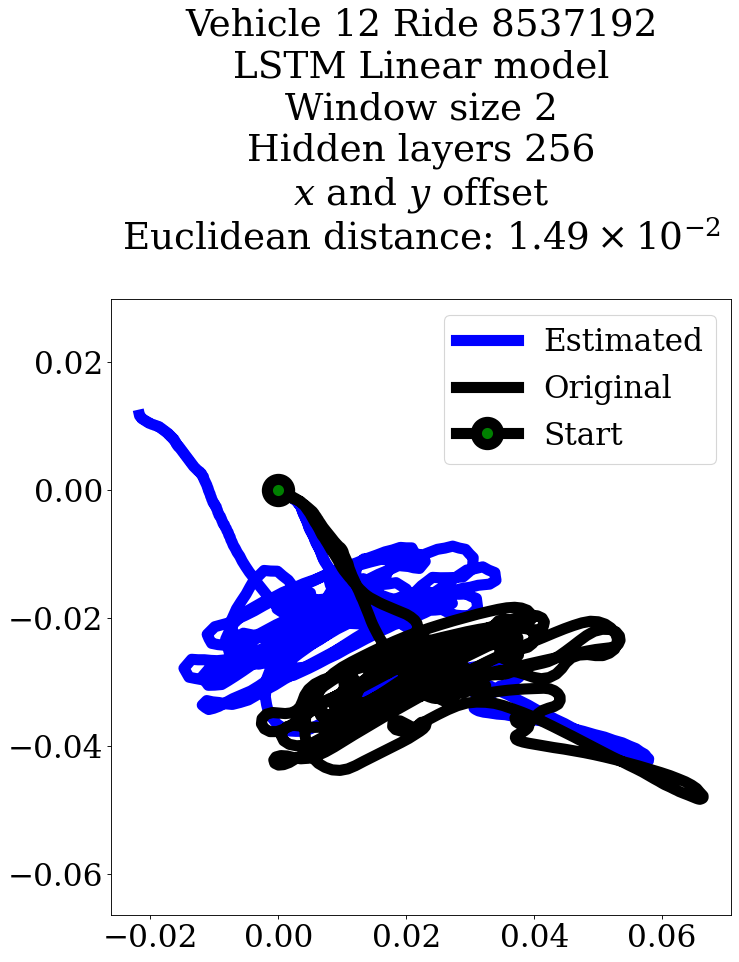 Vehicle 12 Ride 8537192
LSTM Linear model
Window size 2
Hidden layers 256
x and y offset
Euclidean distance: 1.49 × 10⁻²
Estimated
Original
Start
0.02
0.00
−0.02
−0.04
−0.06
−0.02 0.00 0.02 0.04 0.06